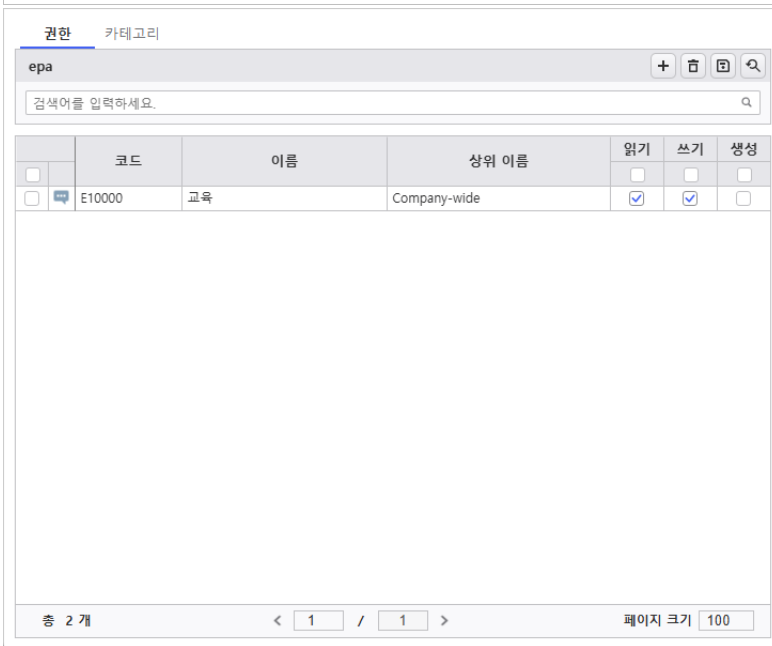 권한 카테고리
epa
검색어를 입력하세요.
코드 이름 상위 이름 읽기 쓰기 생성
E10000 교육 Company-wide
총 2 개 < 1 / 1 > 페이지 크기 100